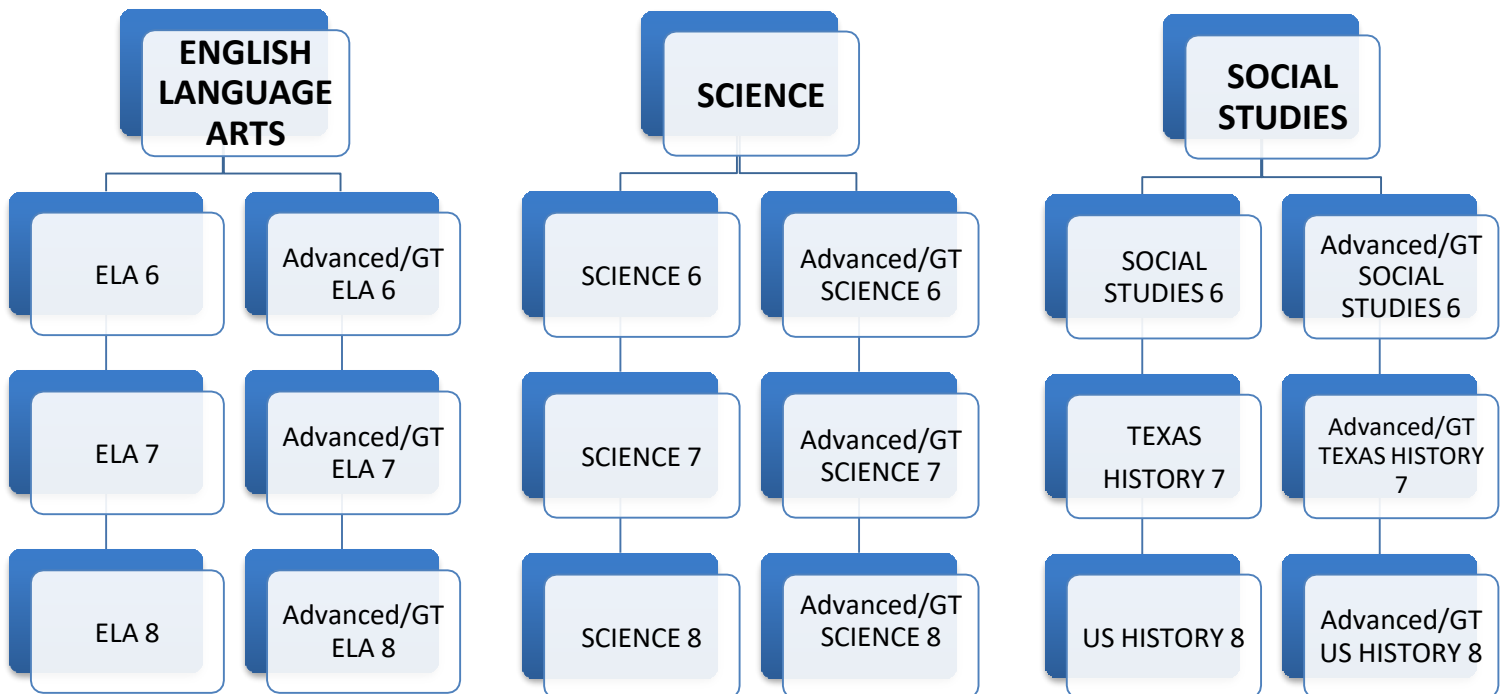 ENGLISH
LANGUAGE
ARTS
ELA 6
Advanced/GT
ELA 6
ELA 7
Advanced/GT
ELA 7
ELA 8
Advanced/GT
ELA 8
SCIENCE
SCIENCE 6
Advanced/GT
SCIENCE 6
SCIENCE 7
Advanced/GT
SCIENCE 7
SCIENCE 8
Advanced/GT
SCIENCE 8
SOCIAL
STUDIES
SOCIAL
STUDIES 6
Advanced/GT
SOCIAL
STUDIES 6
TEXAS
HISTORY 7
Advanced/GT
TEXAS HISTORY
7
US HISTORY 8
Advanced/GT
US HISTORY 8